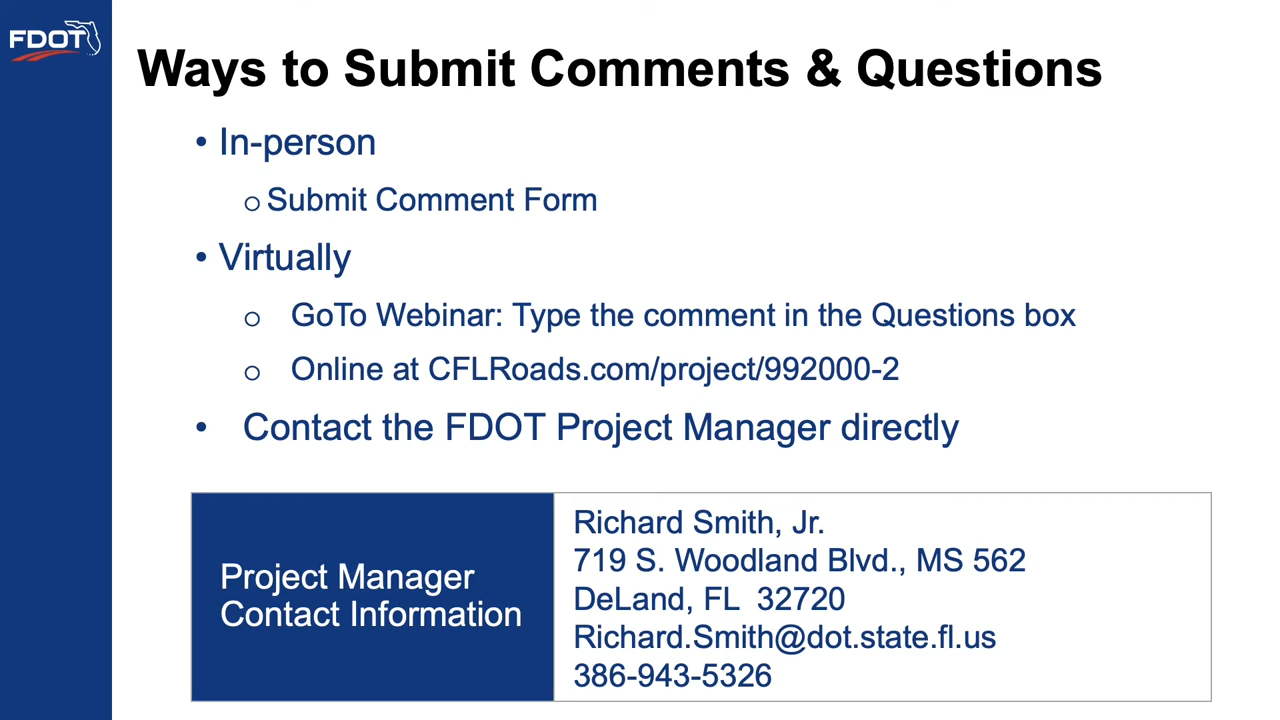 FDOT
Ways to Submit Comments & Questions
• In-person
o Submit Comment Form
• Virtually
o GoTo Webinar: Type the comment in the Questions box
o Online at CFLRoads.com/project/992000-2
• Contact the FDOT Project Manager directly
Project Manager
Contact Information
Richard Smith, Jr.
719 S. Woodland Blvd., MS 562
DeLand, FL  32720
Richard.Smith@dot.state.fl.us
386-943-5326